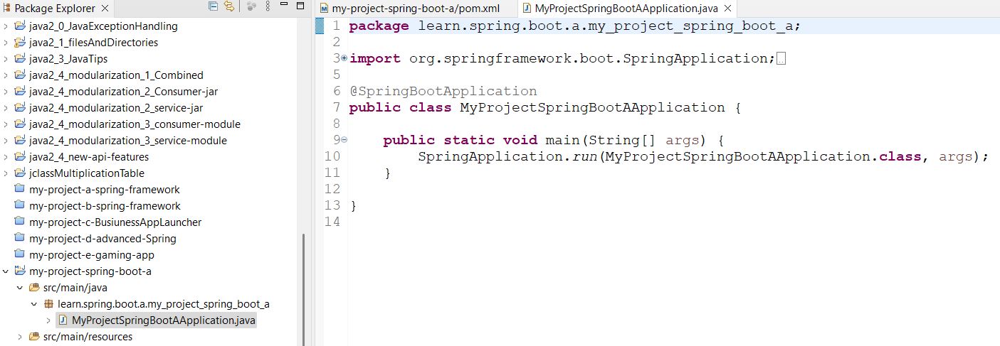 Package Explorer
java2_0_JavaExceptionHandling
java2_1_filesAndDirectories
java2_3_JavaTips
java2_4_modularization_1_Combined
java2_4_modularization_2_Consumer-jar
java2_4_modularization_2_service-jar
java2_4_modularization_3_consumer-module
java2_4_modularization_3_service-module
java2_4_new-api-features
jclassMultiplicationTable
my-project-a-spring-framework
my-project-b-spring-framework
my-project-c-BusiunessAppLauncher
my-project-d-advanced-Spring
my-project-e-gaming-app
my-project-spring-boot-a
src/main/java
learn.spring.boot.a.my_project_spring_boot_a
MyProjectSpringBootAApplication.java
src/main/resources
my-project-spring-boot-a/pom.xml
MyProjectSpringBootAApplication.java
1 package learn.spring.boot.a.my_project_spring_boot_a;
2
3 import org.springframework.boot.SpringApplication;
5
6 @SpringBootApplication
7 public class MyProjectSpringBootAApplication {
8
9 public static void main(String[] args) {
10 SpringApplication.run(MyProjectSpringBootAApplication.class, args);
11 }
12
13 }
14